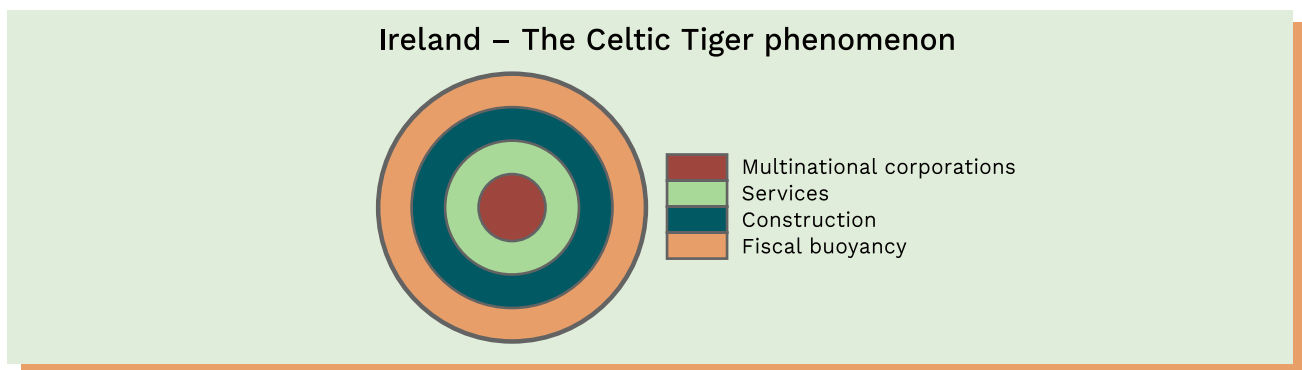 Ireland – The Celtic Tiger phenomenon
Multinational corporations
Services
Construction
Fiscal buoyancy